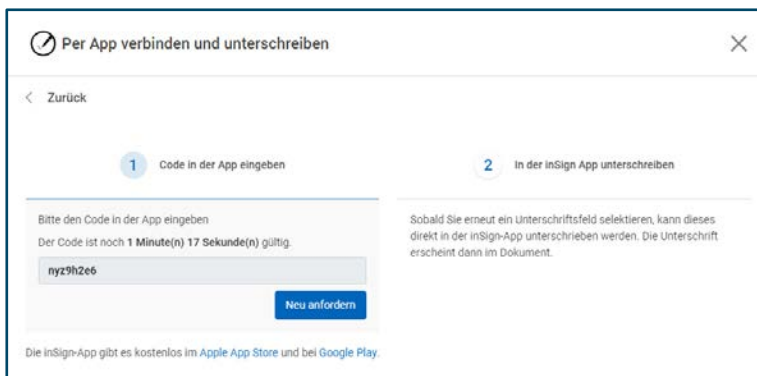 Per App verbinden und unterschreiben
Zurück
1 Code in der App eingeben
Bitte den Code in der App eingeben
Der Code ist noch 1 Minute(n) 17 Sekunde(n) gültig.
nyz9h2e6
Neu anfordern
Die inSign-App gibt es kostenlos im Apple App Store und bei Google Play.
2 In der inSign App unterschreiben
Sobald Sie erneut ein Unterschriftsfeld selektieren, kann dieses
direkt in der inSign-App unterschrieben werden. Die Unterschrift
erscheint dann im Dokument.